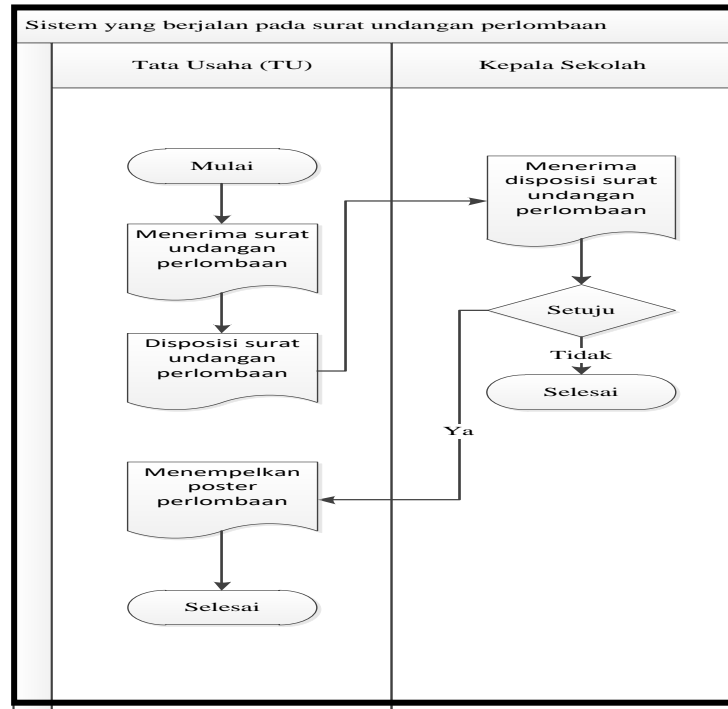 Sistem yang berjalan pada surat undangan perlombaan
Tata Usaha (TU)
Kepala Sekolah
Mulai
Menerima surat
undangan
perlombaan
Disposisi surat
undangan
perlombaan
Menerima
disposisi surat
undangan
perlombaan
Setuju
Tidak
Selesai
Ya
Menempelkan
poster
perlombaan
Selesai